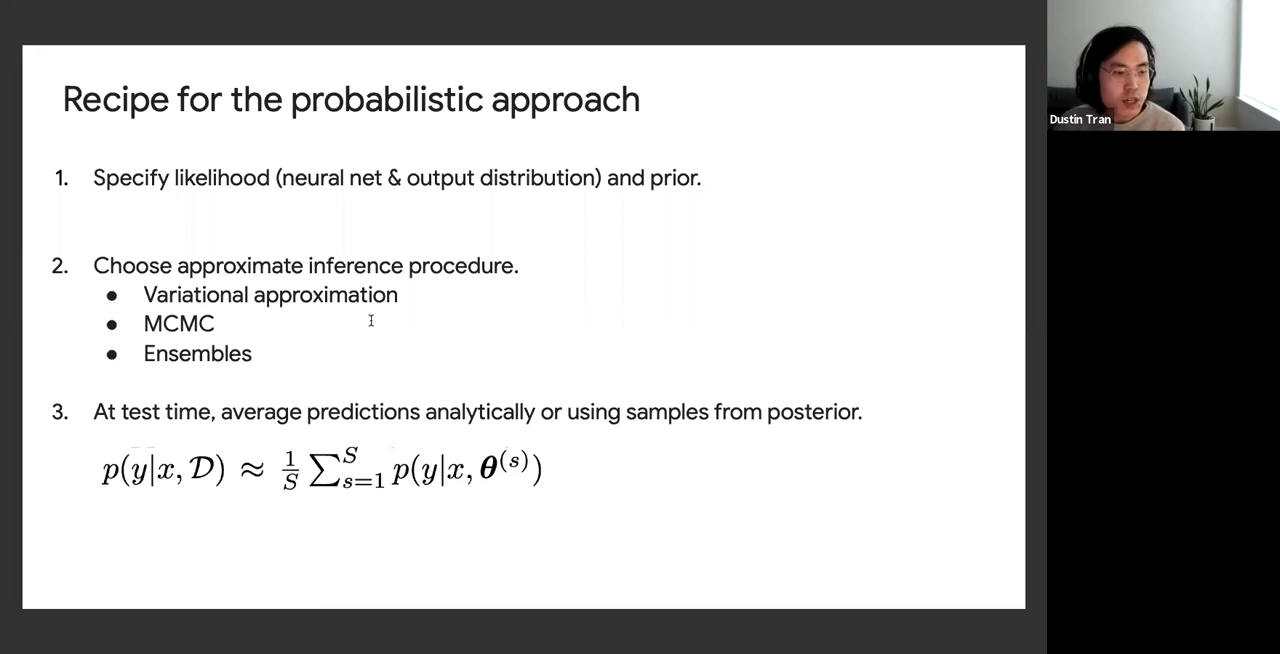 Recipe for the probabilistic approach
1. Specify likelihood (neural net & output distribution) and prior.
2. Choose approximate inference procedure.
● Variational approximation
● MCMC
● Ensembles
3. At test time, average predictions analytically or using samples from posterior.
p(y|x, 𝒟) ≈ 1/S ∑_{s=1}^{S} p(y|x, θ^{(s)})
Dustin Tran